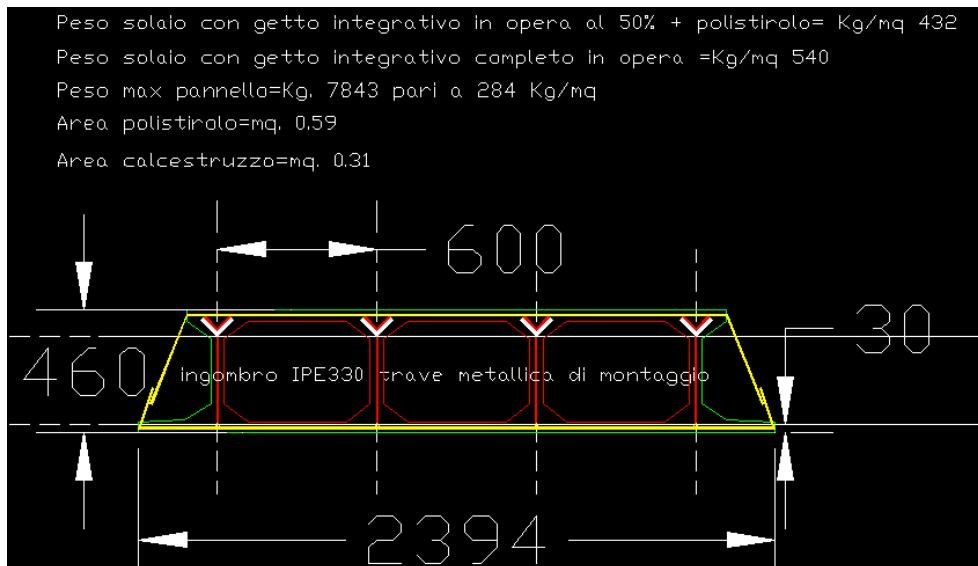 Peso solaio con getto integrativo in opera al 50% + polistirolo= Kg/mq 432
Peso solaio con getto integrativo completo in opera =Kg/mq 540
Peso max pannella=Kg. 7843 pari a 284 Kg/mq
Area polistirolo=mq. 0.59
Area calcestruzzo=mq. 0.31
600
30
460
ingombro IPE330 trave metallica di montaggio
2394